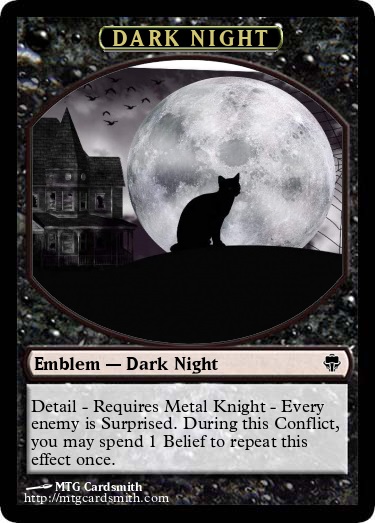 DARK NIGHT
Emblem — Dark Night
Detail - Requires Metal Knight - Every
enemy is Surprised. During this Conflict,
you may spend 1 Belief to repeat this
effect once.
MTG Cardsmith
http://mtgcardsmith.com